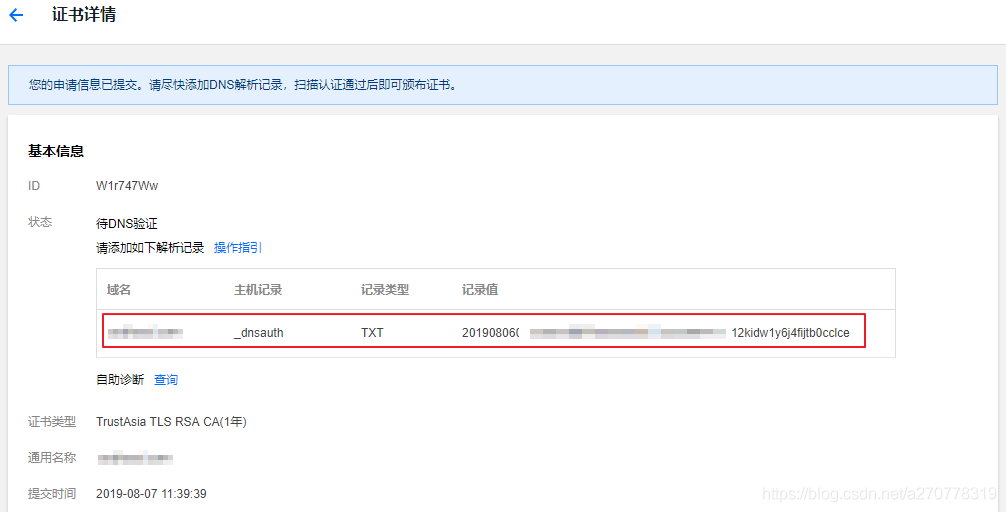 证书详情
您的申请信息已提交。请尽快添加DNS解析记录，扫描认证通过后即可颁布证书。
基本信息
ID W1r747Ww
状态 待DNS验证
请添加如下解析记录 操作指引
域名 主机记录 记录类型 记录值
_dnsauth TXT 20190806 12kidw1y6j4fijtb0cclce
自助诊断 查询
证书类型 TrustAsia TLS RSA CA(1年)
通用名称
提交时间 2019-08-07 11:39:39
https://blog.csdn.net/a270778319